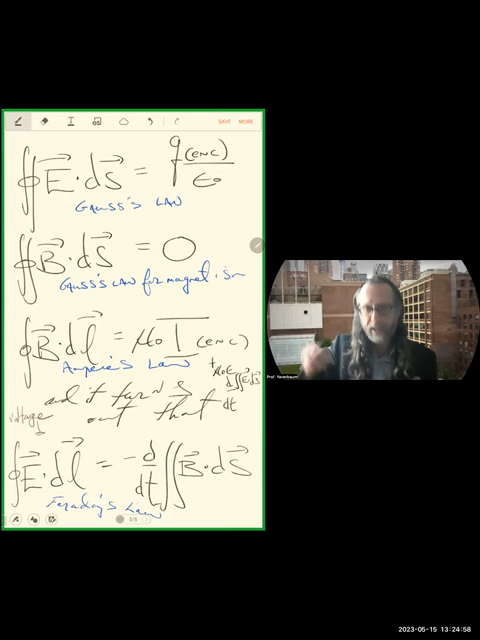 SAVE MORE
∯E⃗·dS⃗ = q(enc)/ε₀
GAUSS'S LAW
∯B⃗·dS⃗ = 0
GAUSS'S LAW for magnetism
∮B⃗·dl⃗ = μ₀ I (enc)
+ μ₀ε₀ d/dt ∬E⃗·dS⃗
Ampere's Law
and it turns
out that
voltage
∮E⃗·dl⃗ = -d/dt ∬B⃗·dS⃗
Faraday's Law
3/5
Prof. Yaverbaum
2023-05-15 13:24:58